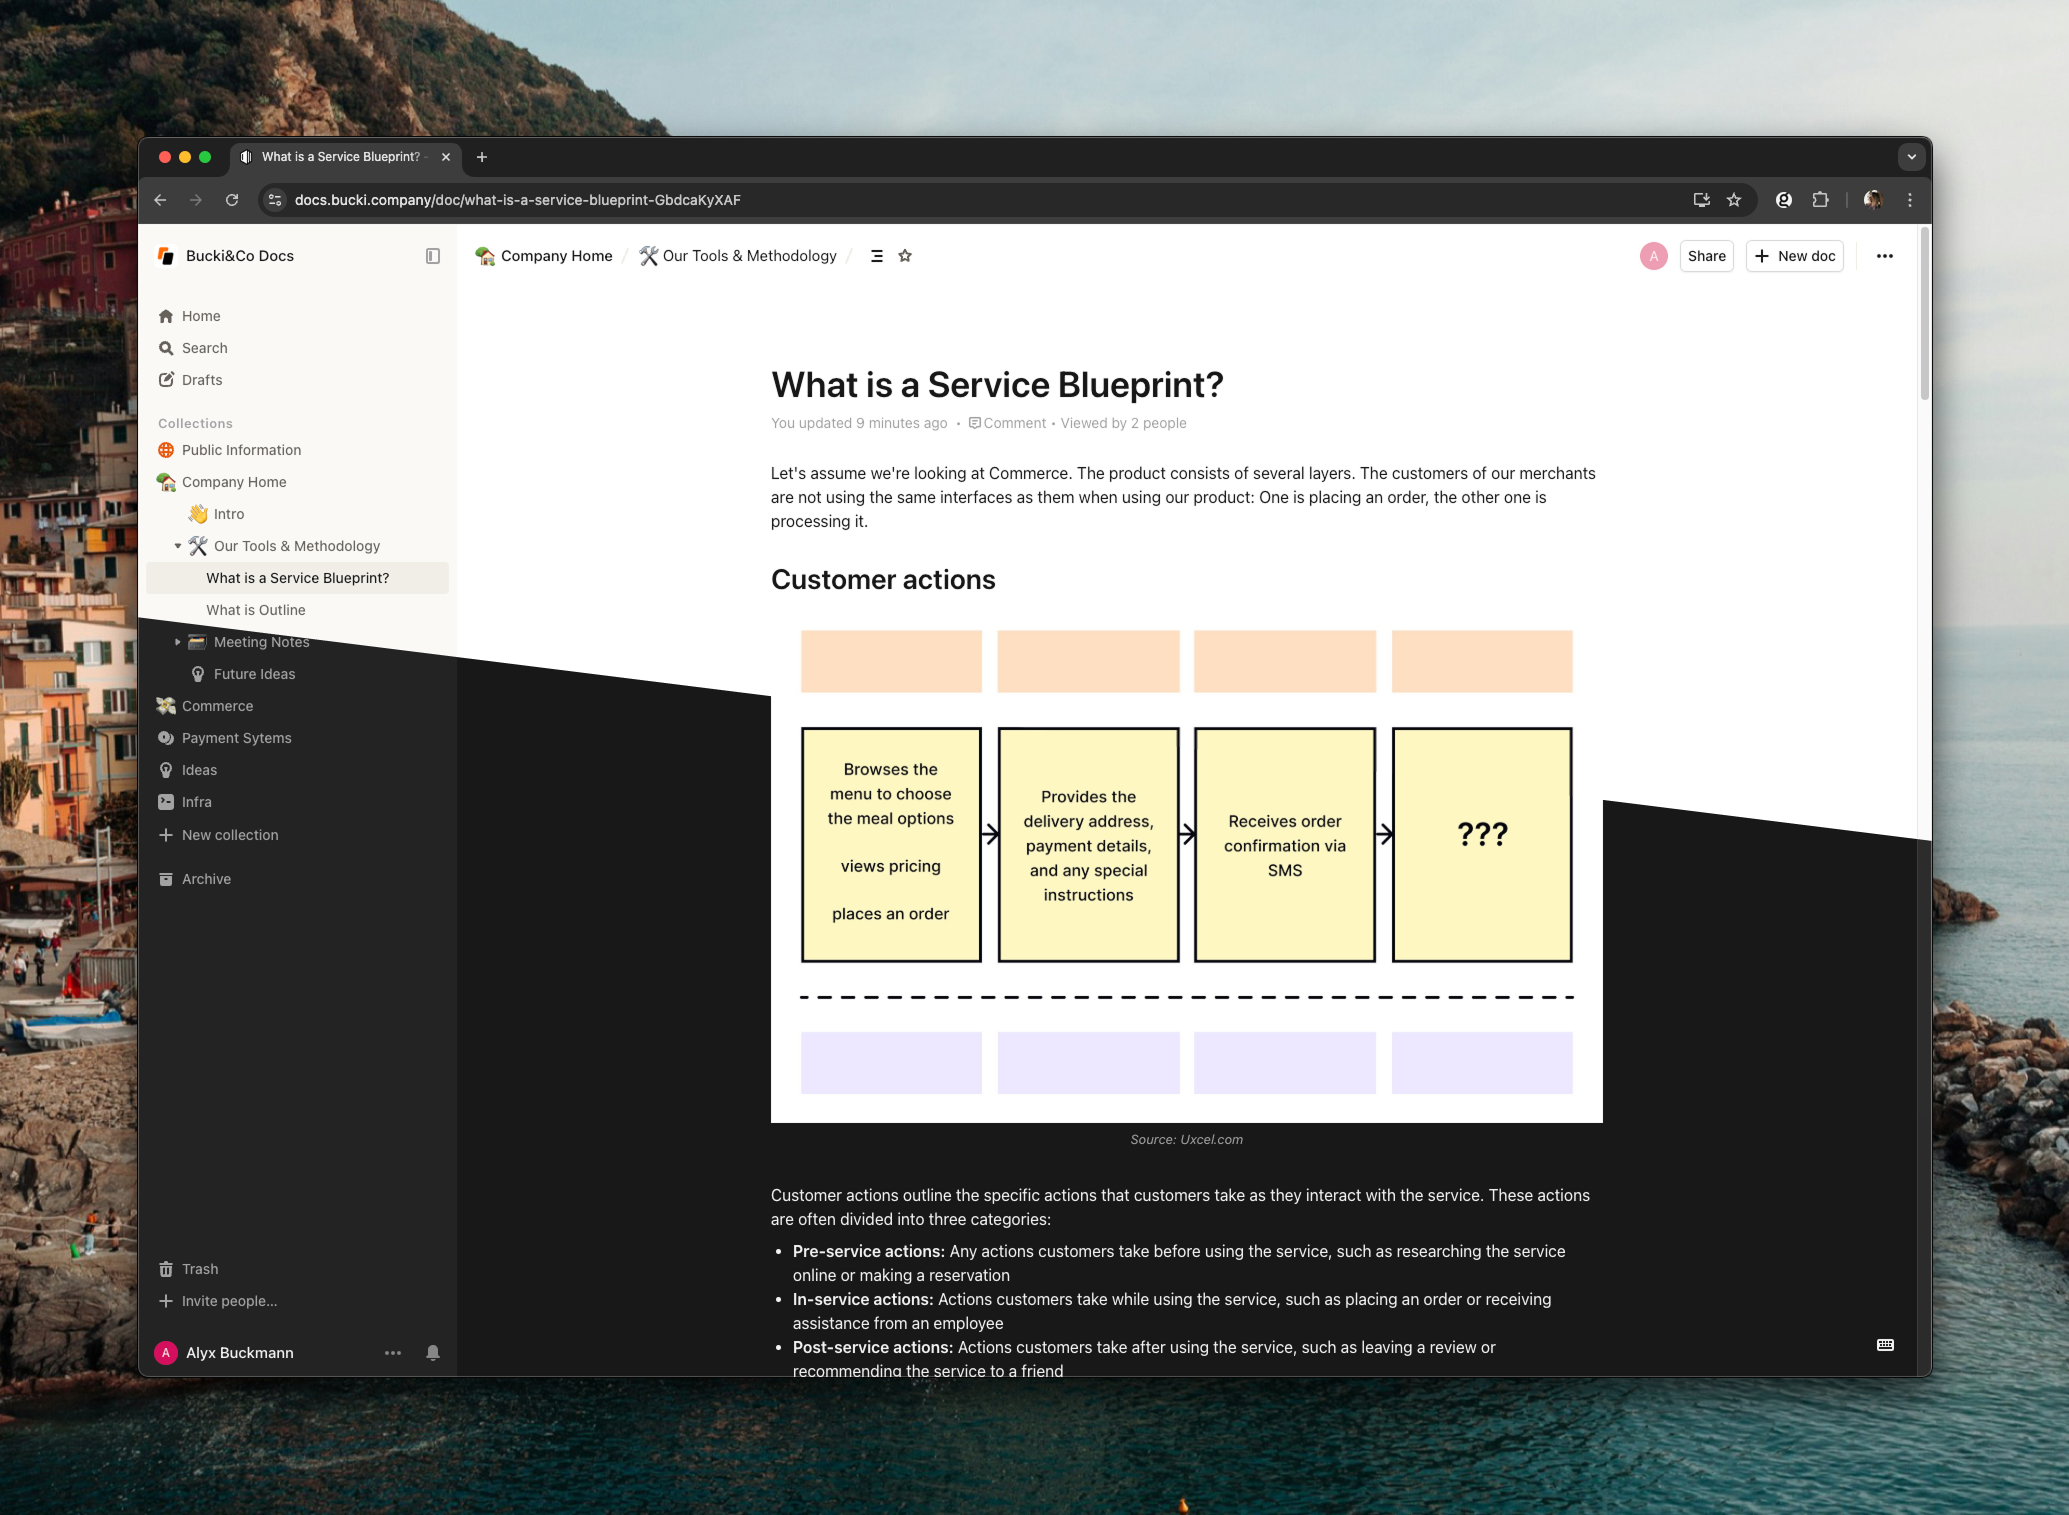 What is a Service Blueprint? -
docs.bucki.company/doc/what-is-a-service-blueprint-GbdcaKyXAF
Bucki&Co Docs
Home
Search
Drafts
Collections
Public Information
Company Home
Intro
Our Tools & Methodology
What is a Service Blueprint?
What is Outline
Meeting Notes
Future Ideas
Commerce
Payment Sytems
Ideas
Infra
New collection
Archive
Trash
Invite people...
A Alyx Buckmann
Company Home / Our Tools & Methodology /
A Share + New doc
What is a Service Blueprint?
You updated 9 minutes ago • Comment • Viewed by 2 people
Let's assume we're looking at Commerce. The product consists of several layers. The customers of our merchants
are not using the same interfaces as them when using our product: One is placing an order, the other one is
processing it.
Customer actions
Browses the
menu to choose
the meal options
views pricing
places an order
Provides the
delivery address,
payment details,
and any special
instructions
Receives order
confirmation via
SMS
???
Source: Uxcel.com
Customer actions outline the specific actions that customers take as they interact with the service. These actions
are often divided into three categories:
• Pre-service actions: Any actions customers take before using the service, such as researching the service
online or making a reservation
• In-service actions: Actions customers take while using the service, such as placing an order or receiving
assistance from an employee
• Post-service actions: Actions customers take after using the service, such as leaving a review or
recommending the service to a friend